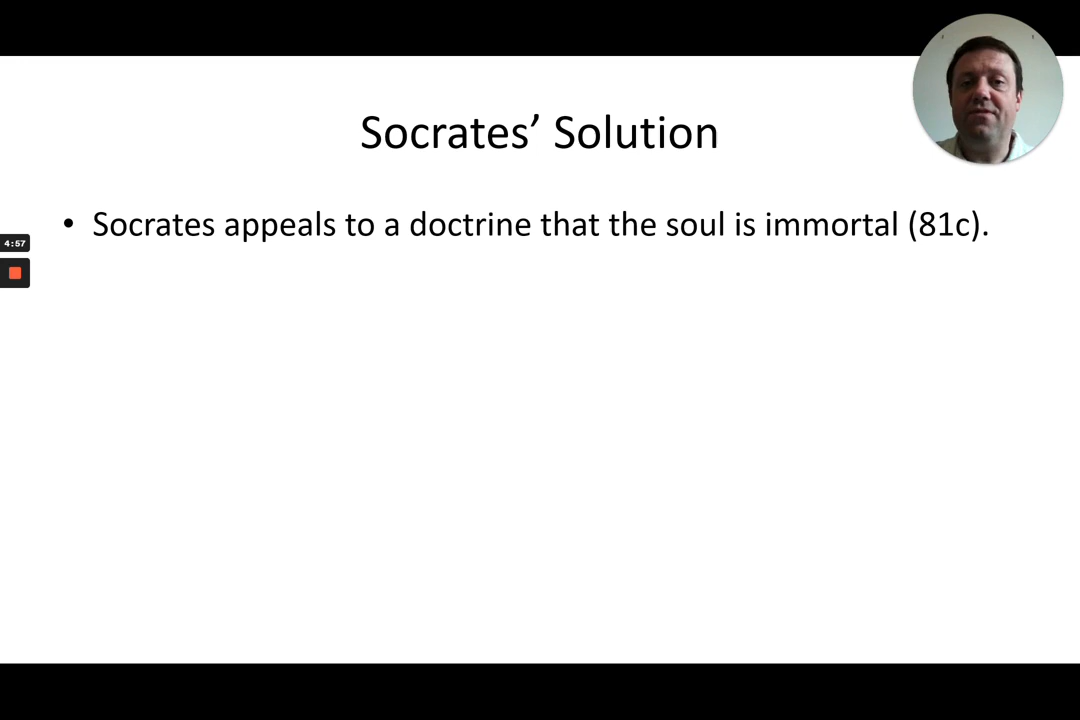 Socrates’ Solution
• Socrates appeals to a doctrine that the soul is immortal (81c).
4:57